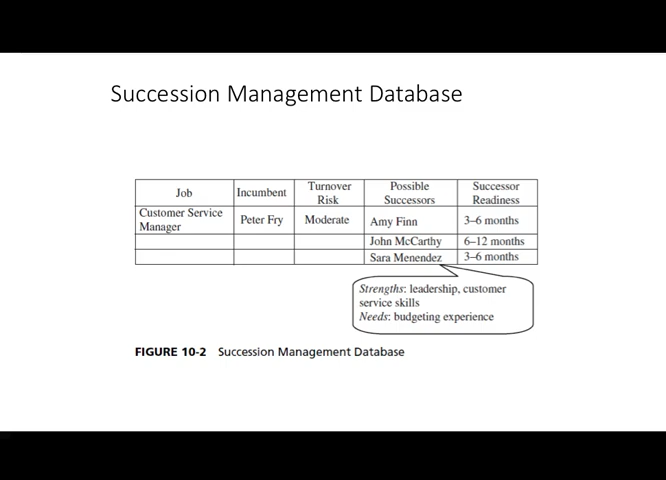 Succession Management Database
Job Incumbent Turnover Risk Possible Successors Successor Readiness
Customer Service Manager Peter Fry Moderate Amy Finn 3–6 months
John McCarthy 6–12 months
Sara Menendez 3–6 months
Strengths: leadership, customer
service skills
Needs: budgeting experience
FIGURE 10-2 Succession Management Database